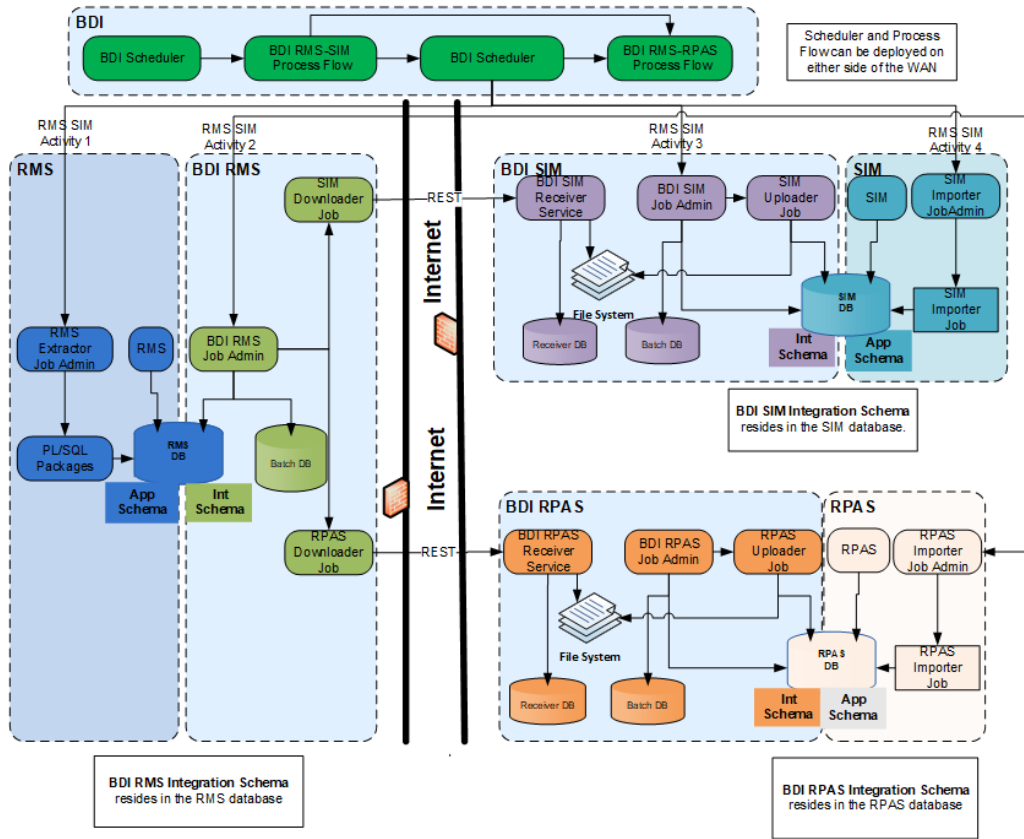 BDI
BDI Scheduler
BDI RMS-SIM
Process Flow
BDI Scheduler
BDI RMS-RPAS
Process Flow
Scheduler and Process
Flow can be deployed on
either side of the WAN
RMS SIM
Activity 1
RMS SIM
Activity 2
RMS SIM
Activity 3
RMS SIM
Activity 4
RMS
RMS
Extractor
Job Admin
RMS
PL/SQL
Packages
RMS
DB
App
Schema
BDI RMS
SIM
Downloader
Job
BDI RMS
Job Admin
Batch DB
Int
Schema
RPAS
Downloader
Job
REST
REST
Internet
Internet
BDI SIM
BDI SIM
Receiver
Service
BDI SIM
Job Admin
SIM
Uploader
Job
File System
Receiver DB
Batch DB
SIM
DB
Int
Schema
App
Schema
SIM
SIM
SIM
Importer
JobAdmin
SIM
Importer
Job
BDI SIM Integration Schema
resides in the SIM database.
BDI RPAS
BDI RPAS
Receiver
Service
BDI RPAS
Job Admin
RPAS
Uploader
Job
File System
Receiver DB
Batch DB
RPAS
DB
Int
Schema
App
Schema
RPAS
RPAS
RPAS
Importer
Job Admin
RPAS
Importer
Job
BDI RMS Integration Schema
resides in the RMS database
BDI RPAS Integration Schema
resides in the RPAS database